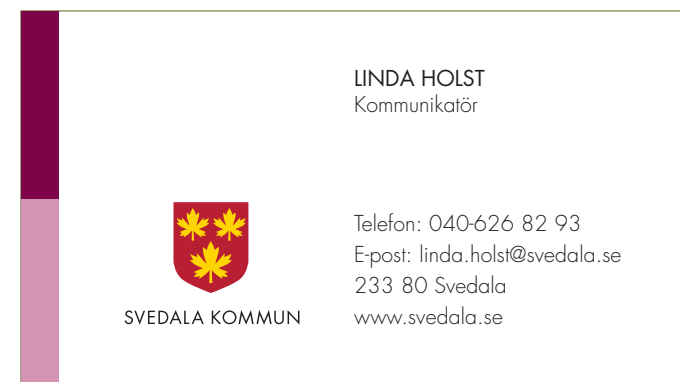 LINDA HOLST
Kommunikatör
Telefon: 040-626 82 93
E-post: linda.holst@svedala.se
233 80 Svedala
www.svedala.se
SVEDALA KOMMUN